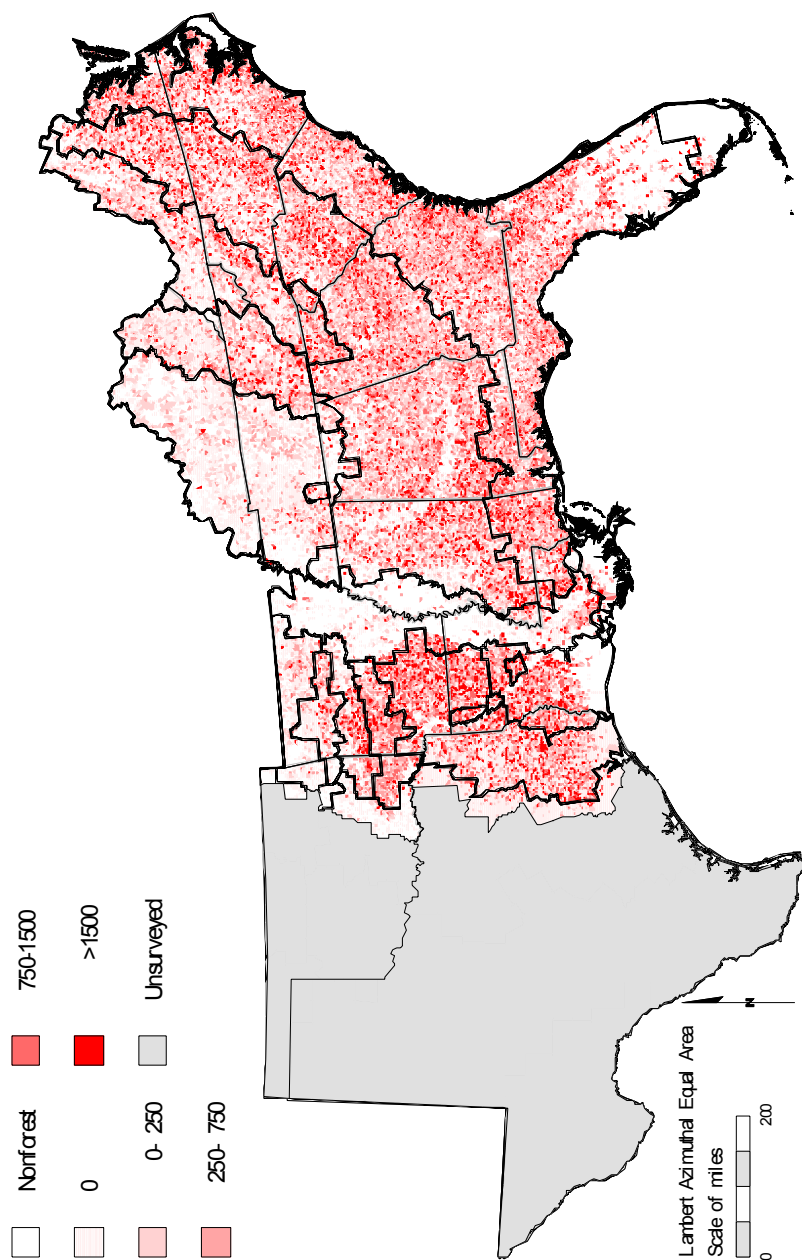 Nonforest
0
0- 250
250- 750
750-1500
>1500
Unsurveyed
N
Lambert Azimuthal Equal Area
Scale of miles
0 200